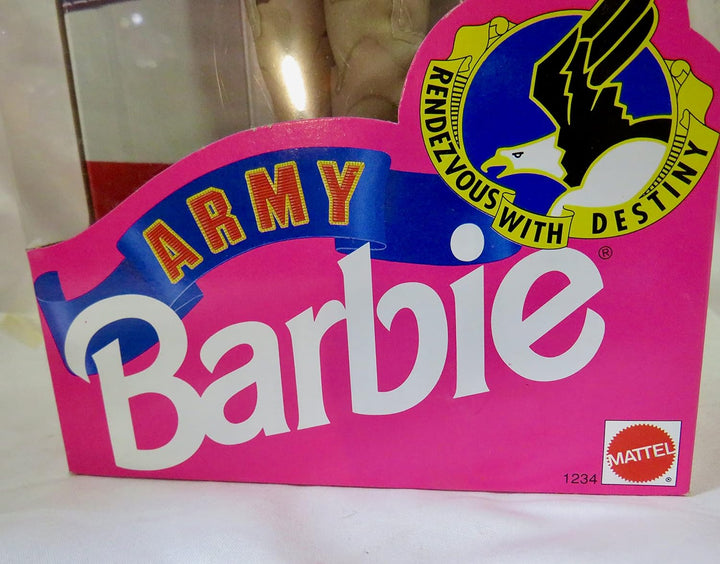 RENDEZVOUS WITH DESTINY
ARMY
Barbie®
1234
MATTEL®